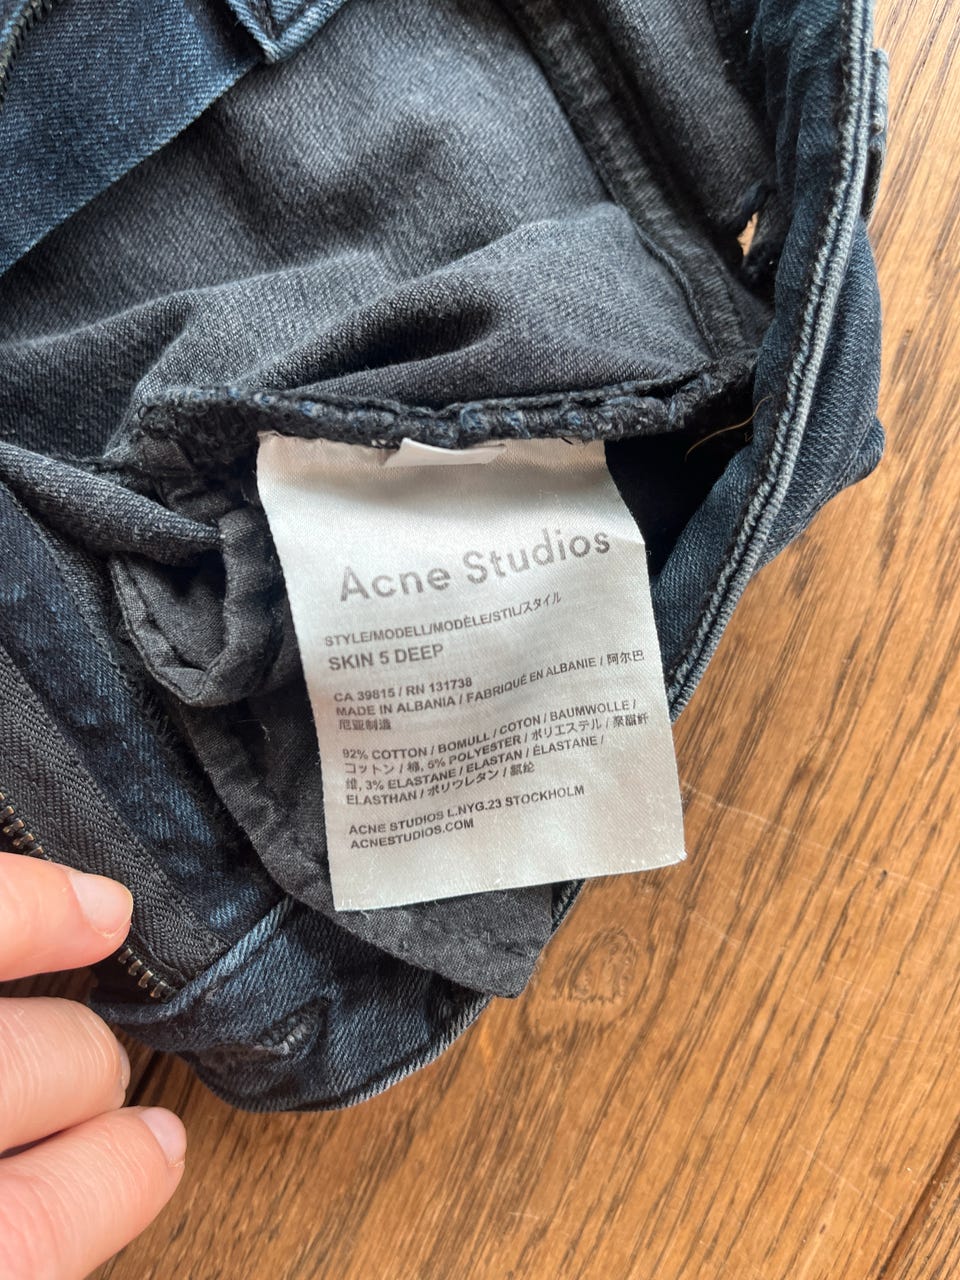 Acne Studios
STYLE/MODELL/MODÈLE/STIL/スタイル
SKIN 5 DEEP
CA 39815 / RN 131738
MADE IN ALBANIA / FABRIQUÉ EN ALBANIE / 阿尔巴
尼亚制造
92% COTTON / BOMULL / COTON / BAUMWOLLE /
コットン / 棉, 5% POLYESTER / ポリエステル / 聚酯纤
维, 3% ELASTANE / ELASTAN / ÉLASTANE /
ELASTHAN / ポリウレタン / 氨纶
ACNE STUDIOS L.NYG.23 STOCKHOLM
ACNESTUDIOS.COM